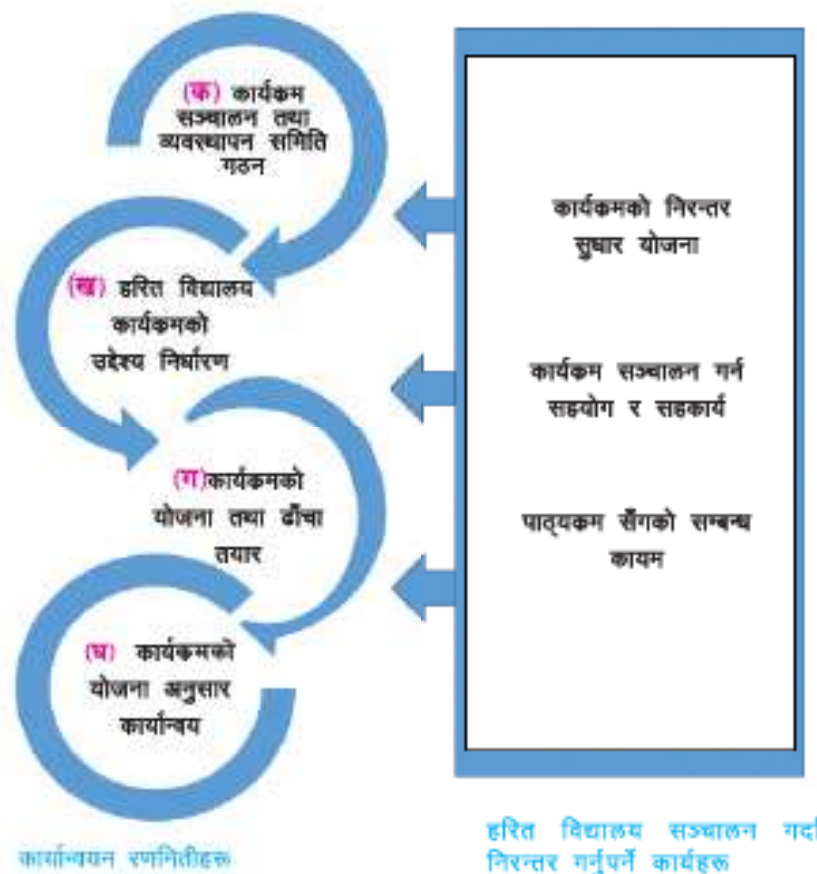 (क) कार्यक्रम
सञ्चालन तथा
व्यवस्थापन समिति
गठन
(ख) हरित विद्यालय
कार्यक्रमको
उद्देश्य निर्धारण
(ग)कार्यक्रमको
योजना तथा ढाँचा
तयार
(घ) कार्यक्रमको
योजना अनुसार
कार्यान्वय
कार्यान्वयन रणनितीहरू
कार्यक्रमको निरन्तर
सुधार योजना
कार्यक्रम सञ्चालन गर्न
सहयोग र सहकार्य
पाठ्यक्रम सँगको सम्बन्ध
कायम
हरित विद्यालय सञ्चालन
निरन्तर गर्नुपर्ने कार्यहरू